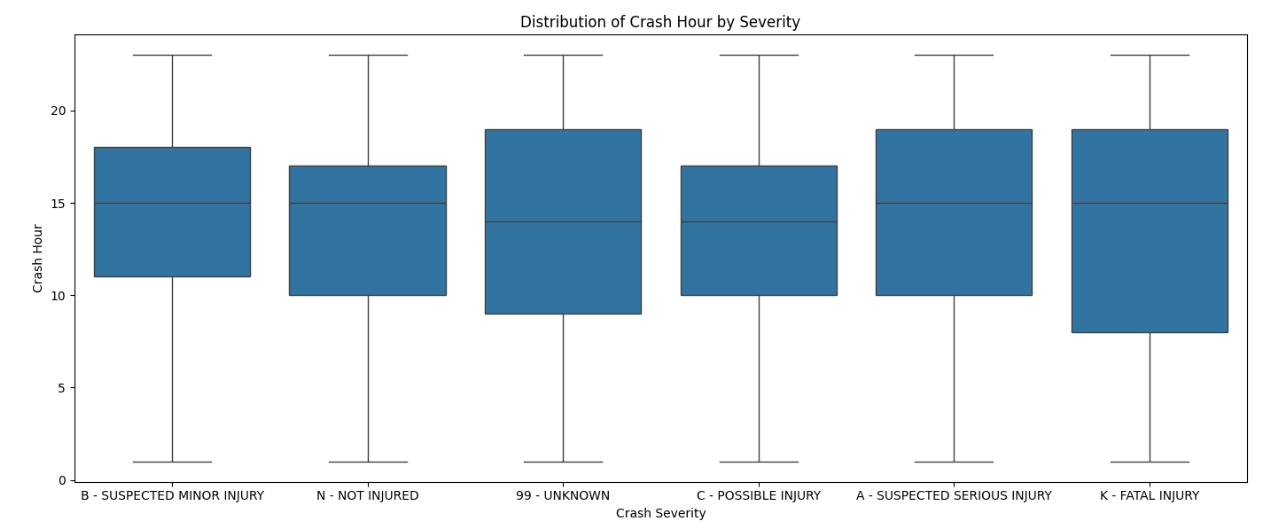 Distribution of Crash Hour by Severity
Crash Hour
20
15
10
5
0
B - SUSPECTED MINOR INJURY
N - NOT INJURED
99 - UNKNOWN
C - POSSIBLE INJURY
A - SUSPECTED SERIOUS INJURY
K - FATAL INJURY
Crash Severity